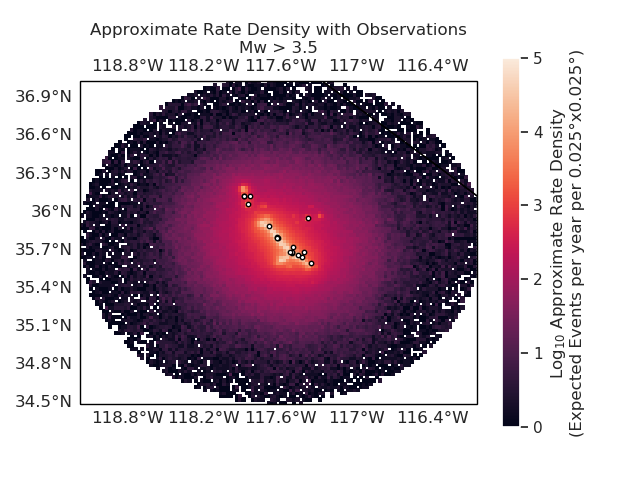 Approximate Rate Density with Observations
Mw > 3.5
118.8°W 118.2°W 117.6°W 117°W 116.4°W
36.9°N
36.6°N
36.3°N
36°N
35.7°N
35.4°N
35.1°N
34.8°N
34.5°N
118.8°W 118.2°W 117.6°W 117°W 116.4°W
5
4
3
2
1
0
Log₁₀ Approximate Rate Density
(Expected Events per year per 0.025°x0.025°)